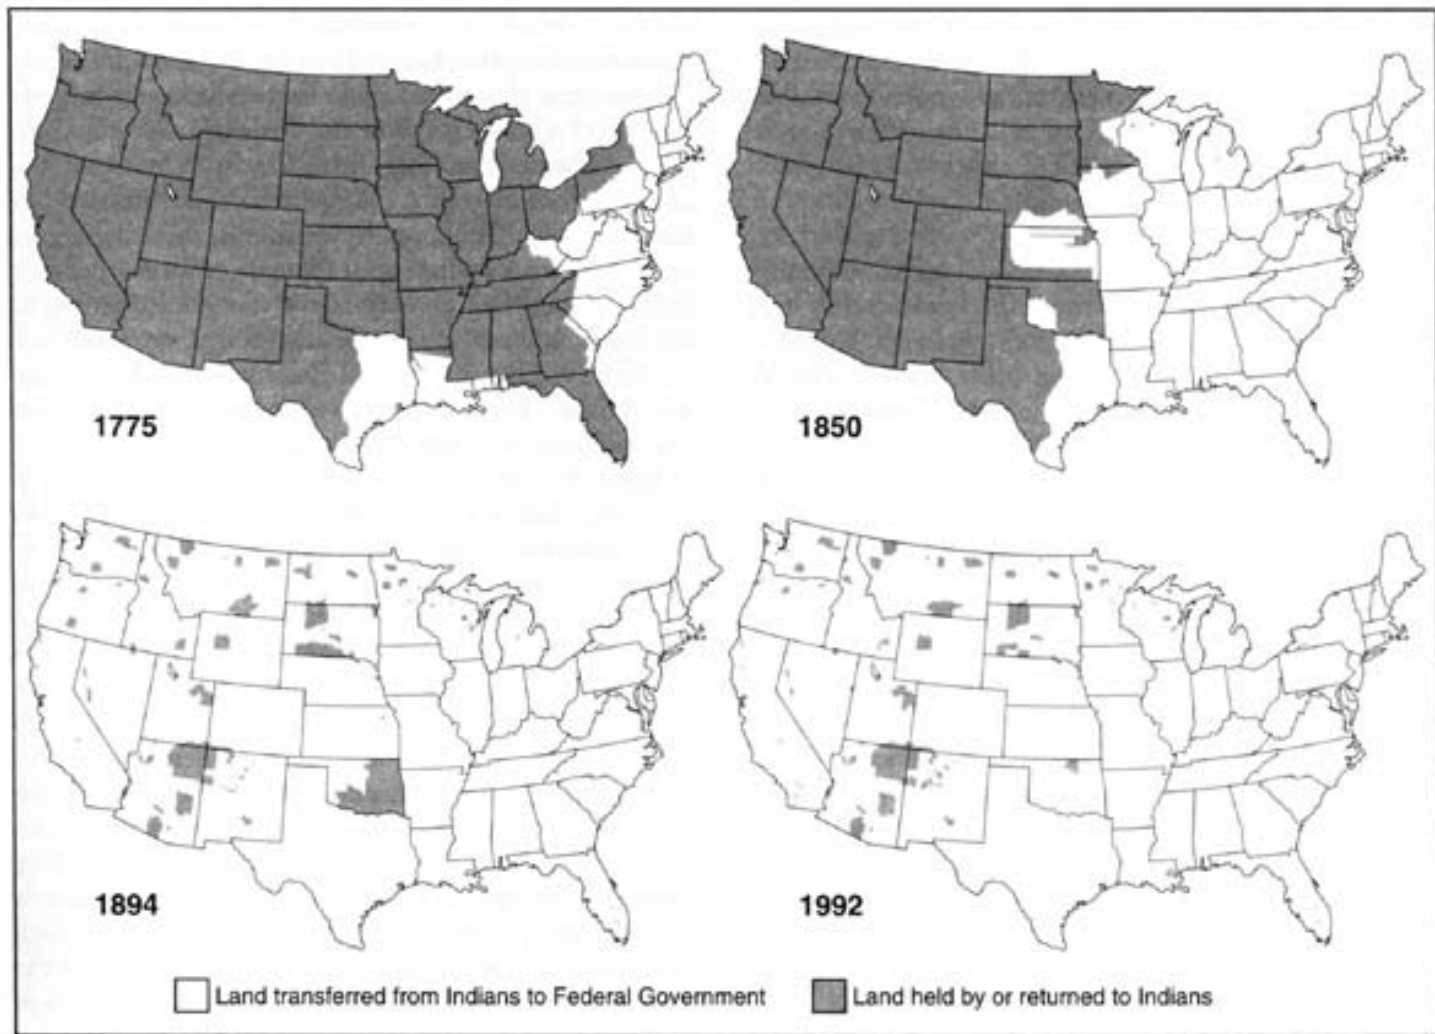 1775
1850
1894
1992
Land transferred from Indians to Federal Government
Land held by or returned to Indians